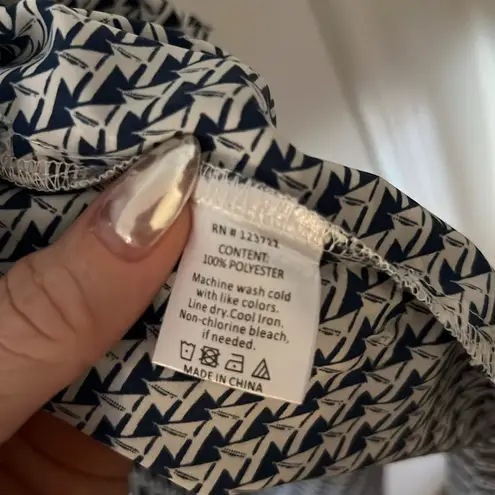 RN # 123722
CONTENT:
100% POLYESTER
Machine wash cold
with like colors.
Line dry.Cool Iron.
Non-chlorine bleach,
if needed.
MADE IN CHINA